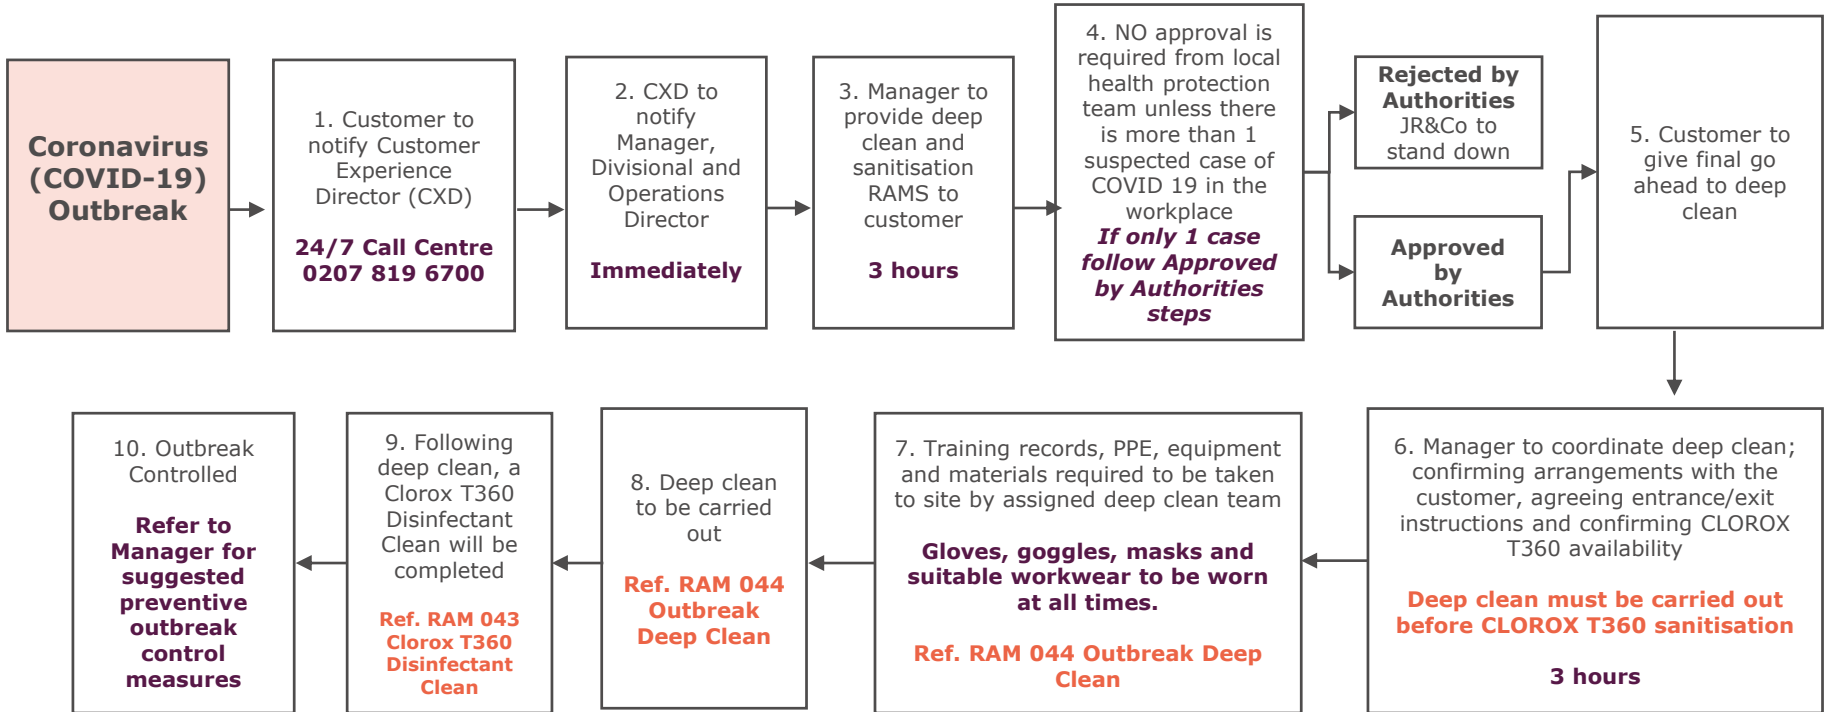 Coronavirus
(COVID-19)
Outbreak
1. Customer to
notify Customer
Experience
Director (CXD)
24/7 Call Centre
0207 819 6700
2. CXD to
notify
Manager,
Divisional and
Operations
Director
Immediately
3. Manager to
provide deep
clean and
sanitisation
RAMS to
customer
3 hours
4. NO approval is
required from local
health protection
team unless there
is more than 1
suspected case of
COVID 19 in the
workplace
If only 1 case
follow Approved
by Authorities
steps
Rejected by
Authorities
JR&Co to
stand down
Approved
by
Authorities
5. Customer to
give final go
ahead to deep
clean
6. Manager to coordinate deep clean;
confirming arrangements with the
customer, agreeing entrance/exit
instructions and confirming CLOROX
T360 availability
Deep clean must be carried out
before CLOROX T360 sanitisation
3 hours
7. Training records, PPE, equipment
and materials required to be taken
to site by assigned deep clean team
Gloves, goggles, masks and
suitable workwear to be worn
at all times.
Ref. RAM 044 Outbreak Deep
Clean
8. Deep clean
to be carried
out
Ref. RAM 044
Outbreak
Deep Clean
9. Following
deep clean, a
Clorox T360
Disinfectant
Clean will be
completed
Ref. RAM 043
Clorox T360
Disinfectant
Clean
10. Outbreak
Controlled
Refer to
Manager for
suggested
preventive
outbreak
control
measures